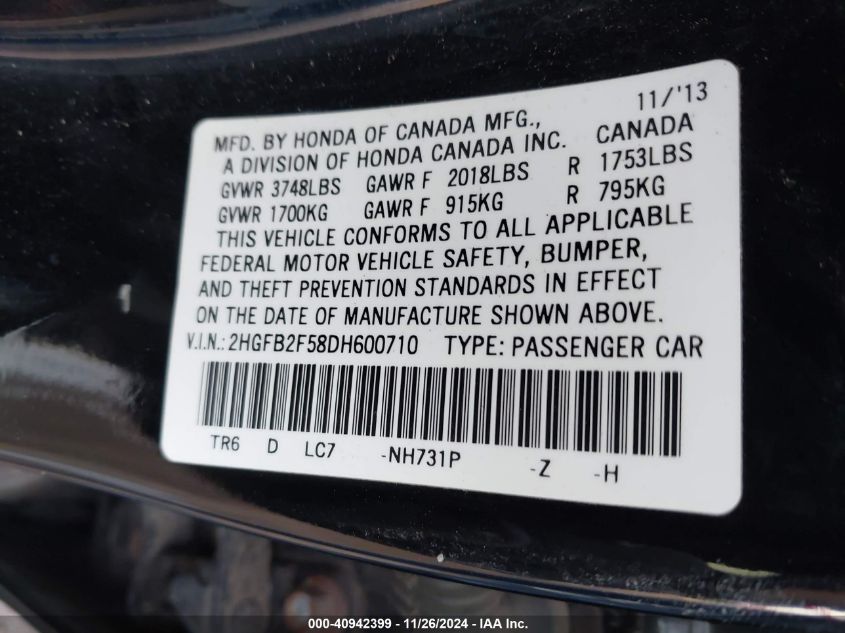 11/'13
MFD. BY HONDA OF CANADA MFG., CANADA
A DIVISION OF HONDA CANADA INC.
GVWR 3748LBS GAWR F 2018LBS R 1753LBS
GVWR 1700KG GAWR F 915KG R 795KG
THIS VEHICLE CONFORMS TO ALL APPLICABLE
FEDERAL MOTOR VEHICLE SAFETY, BUMPER,
AND THEFT PREVENTION STANDARDS IN EFFECT
ON THE DATE OF MANUFACTURE SHOWN ABOVE.
V.I.N.: 2HGFB2F58DH600710 TYPE: PASSENGER CAR
TR6 D LC7 -NH731P -Z -H
000-40942399 - 11/26/2024 - IAA Inc.